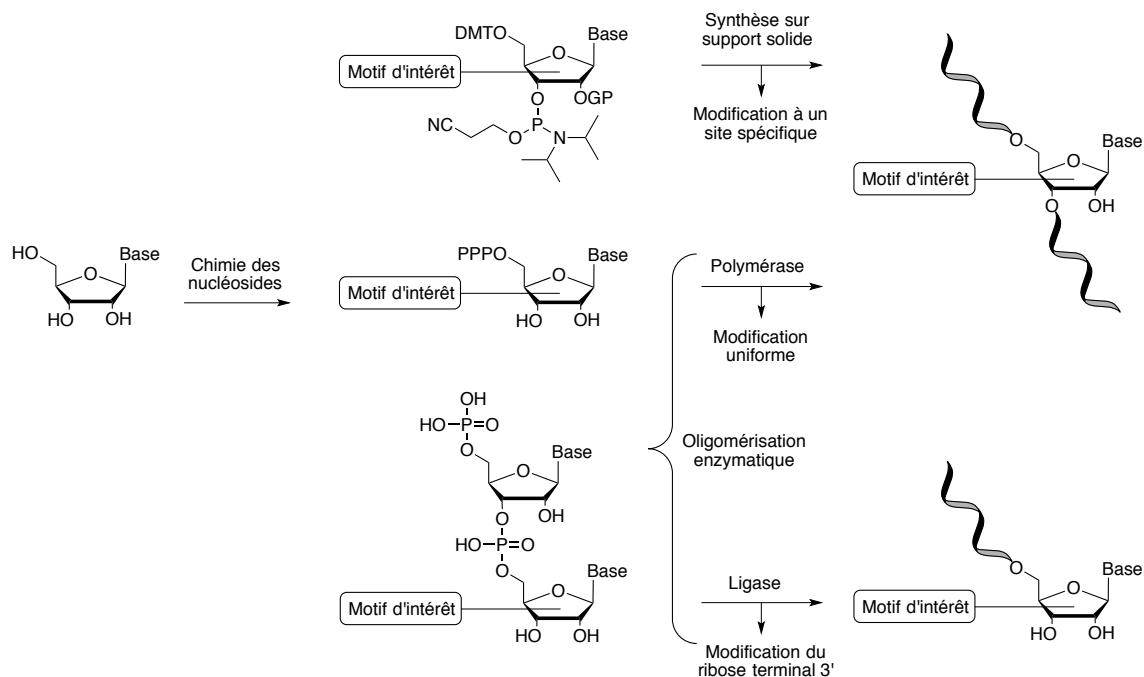 Synthèse sur
support solide
DMTO
Base
O
Motif d'intérêt
O
OGP
NC
O
P
N
Modification à un
site spécifique
O
O
Base
Motif d'intérêt
O
OH
HO
Base
O
HO
OH
Chimie des
nucléosides
PPPO
Base
O
Motif d'intérêt
HO
OH
Polymérase
Modification
uniforme
OH
HO-P=O
O
Base
O
O
OH
HO-P=O
O
Base
O
Motif d'intérêt
HO
OH
Oligomérisation
enzymatique
Ligase
Modification du
ribose terminal 3'
O
O
Base
Motif d'intérêt
HO
OH